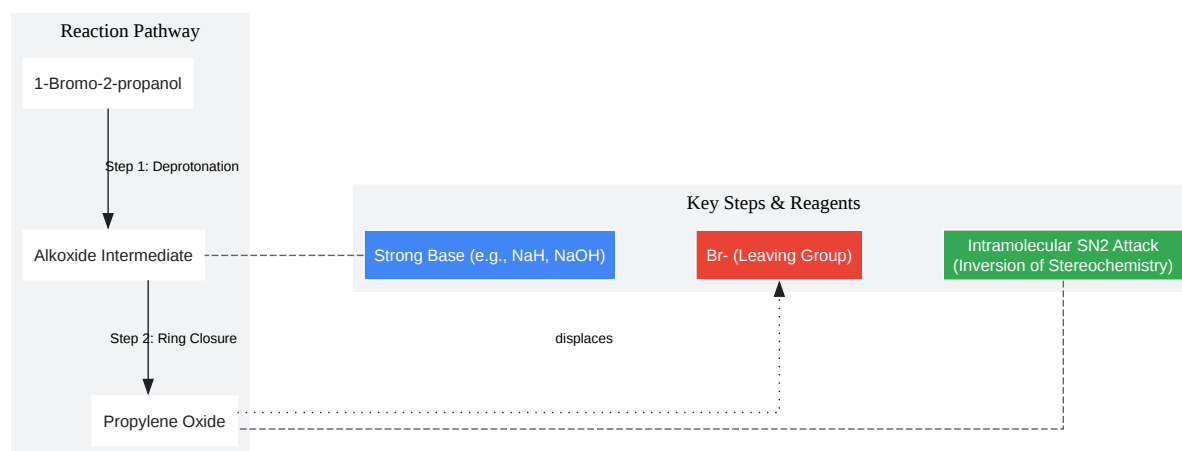 Reaction Pathway
1-Bromo-2-propanol
Step 1: Deprotonation
Key Steps & Reagents
Alkoxide Intermediate
Strong Base (e.g., NaH, NaOH)
Br- (Leaving Group)
Intramolecular SN2 Attack
(Inversion of Stereochemistry)
Step 2: Ring Closure
displaces
Propylene Oxide